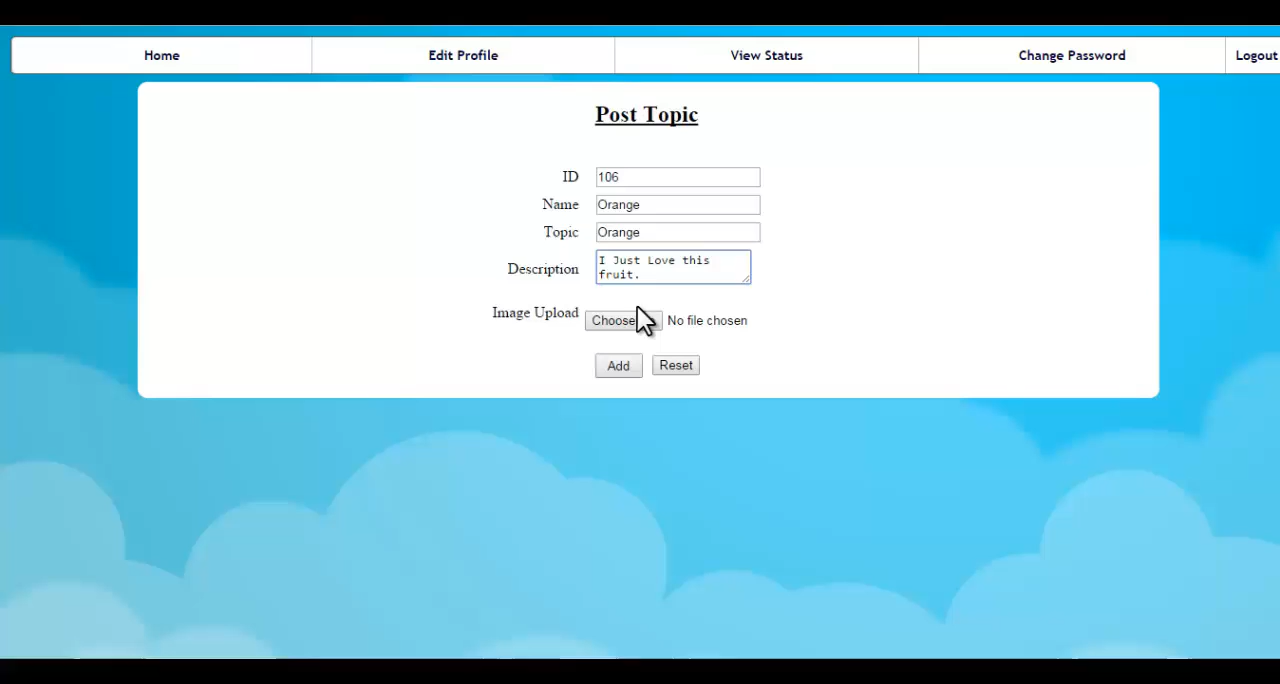 Home Edit Profile View Status Change Password Logout
Post Topic
ID 106
Name Orange
Topic Orange
Description I Just Love this
fruit.
Image Upload Choose No file chosen
Add Reset